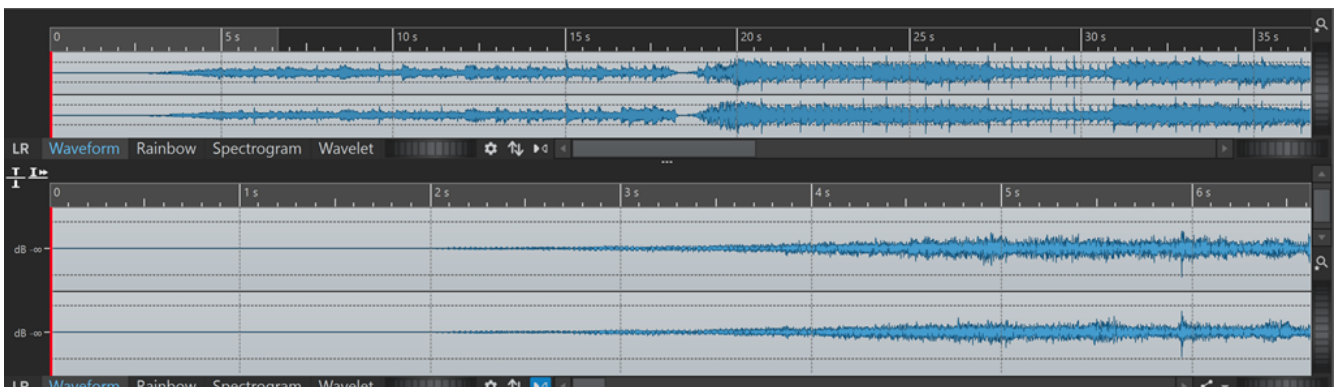 0 5 s 10 s 15 s 20 s 25 s 30 s 35 s
LR Waveform Rainbow Spectrogram Wavelet
0 1 s 2 s 3 s 4 s 5 s 6 s
dB -∞
dB -∞
LR Waveform Rainbow Spectrogram Wavelet